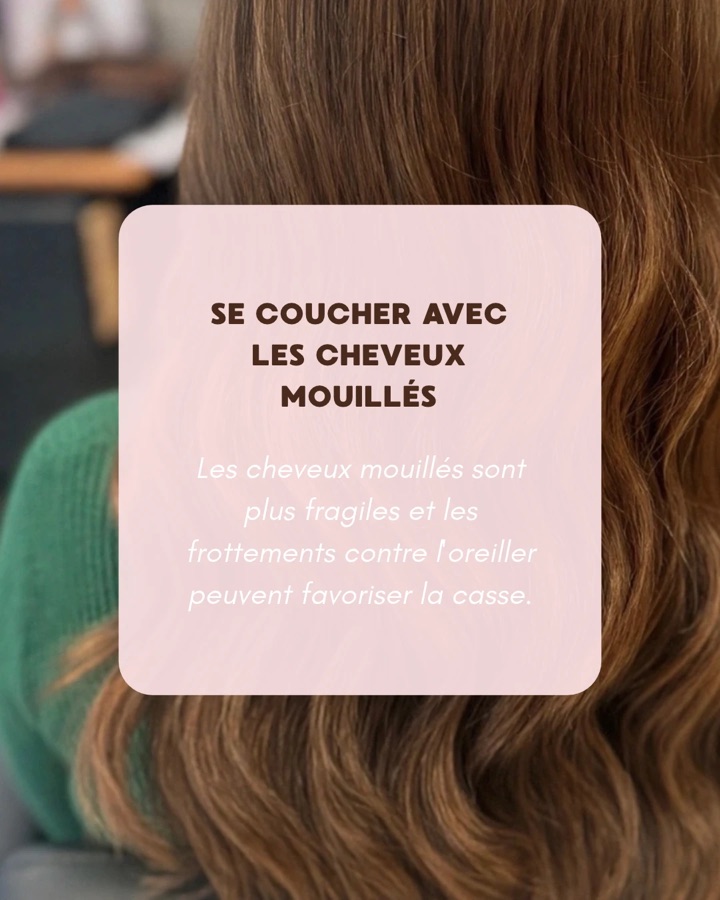 SE COUCHER AVEC
LES CHEVEUX
MOUILLÉS
Les cheveux mouillés sont
plus fragiles et les
frottements contre l'oreiller
peuvent favoriser la casse.